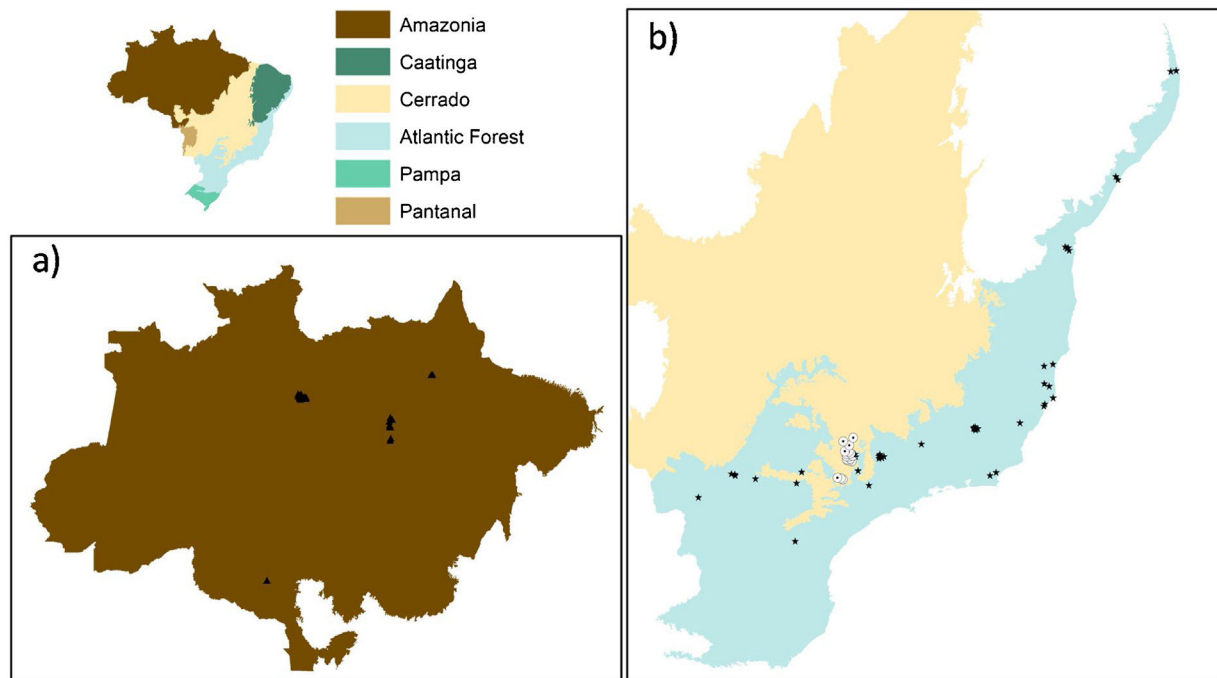 Amazonia
Caatinga
Cerrado
Atlantic Forest
Pampa
Pantanal
a)
b)